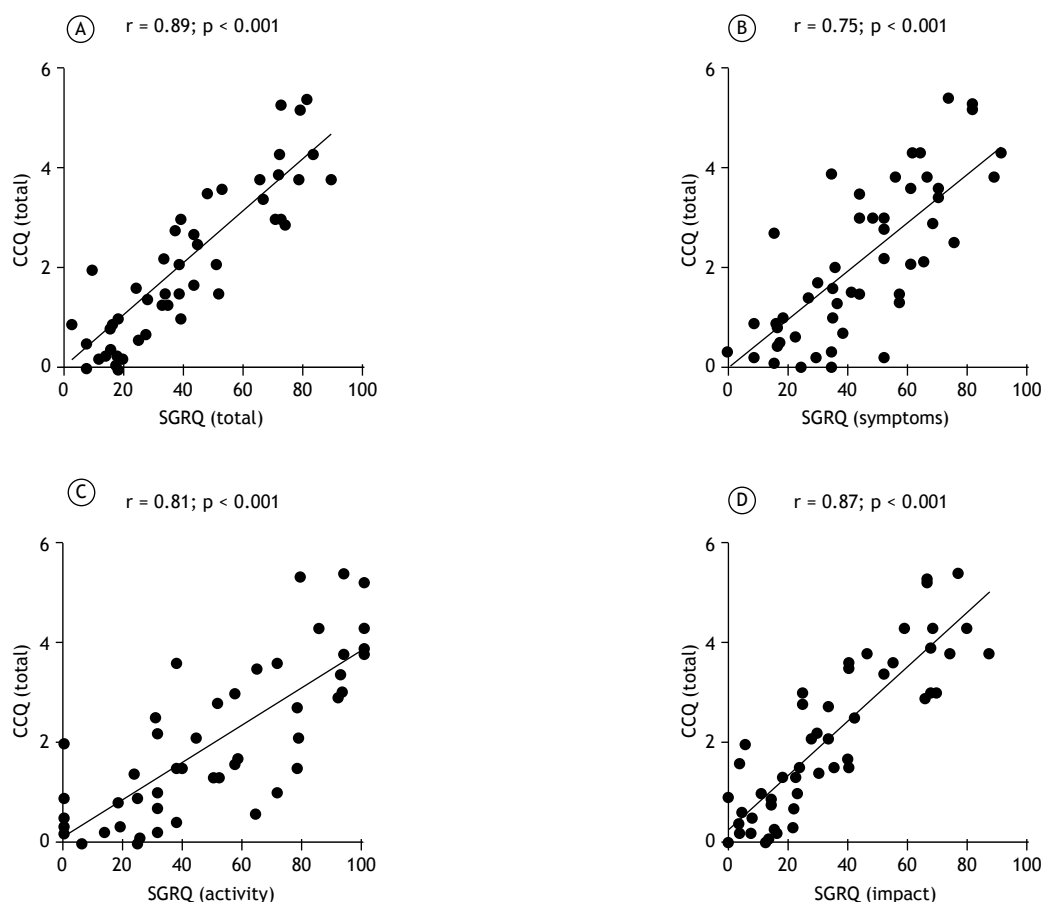 A
r = 0.89; p < 0.001
6
4
2
0
CCQ (total)
0 20 40 60 80 100
SGRQ (total)
B
r = 0.75; p < 0.001
6
4
2
0
CCQ (total)
0 20 40 60 80 100
SGRQ (symptoms)
C
r = 0.81; p < 0.001
6
4
2
0
CCQ (total)
0 20 40 60 80 100
SGRQ (activity)
D
r = 0.87; p < 0.001
6
4
2
0
CCQ (total)
0 20 40 60 80 100
SGRQ (impact)